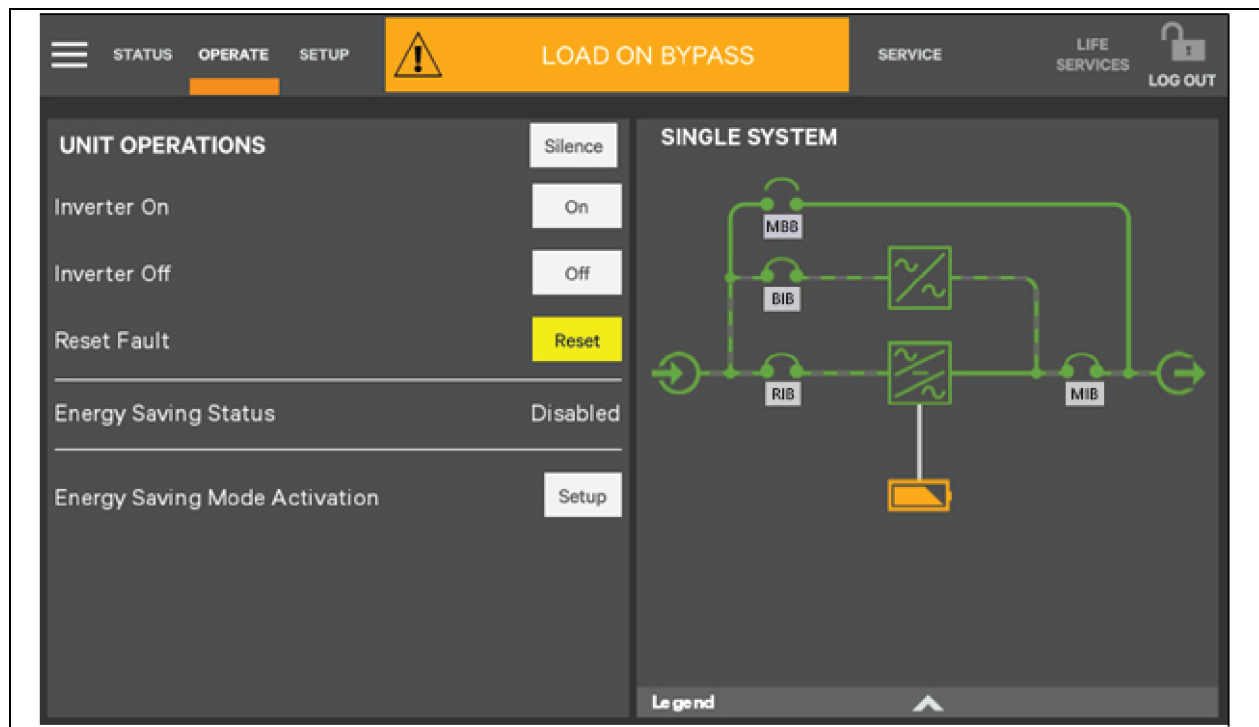 STATUS OPERATE SETUP LOAD ON BYPASS SERVICE LIFE SERVICES LOG OUT
UNIT OPERATIONS Silence
Inverter On On
Inverter Off Off
Reset Fault Reset
Energy Saving Status Disabled
Energy Saving Mode Activation Setup
SINGLE SYSTEM
MBB
BIB
RIB MIB
Legend